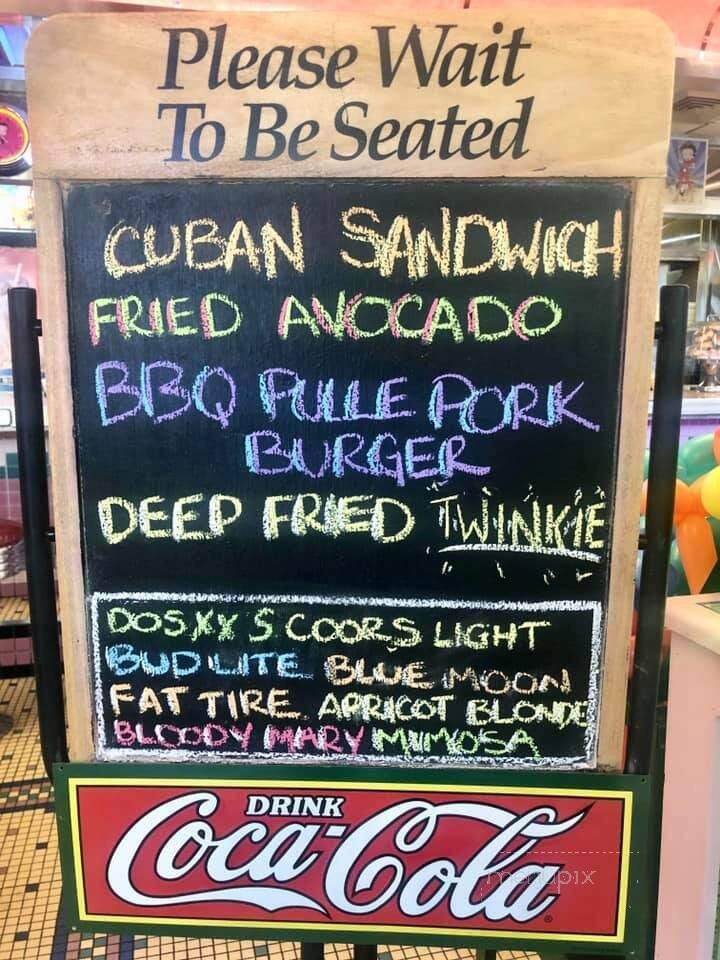 Please Wait
To Be Seated
CUBAN SANDWICH
FRIED AVOCADO
BBQ PULLE PORK
BURGER
DEEP FRIED TWINKIE
DOS XX S COORS LIGHT
BUD LITE BLUE MOON
FAT TIRE APRICOT BLONDE
BLOODY MARY MIMOSA
DRINK
Coca-Cola
menupix